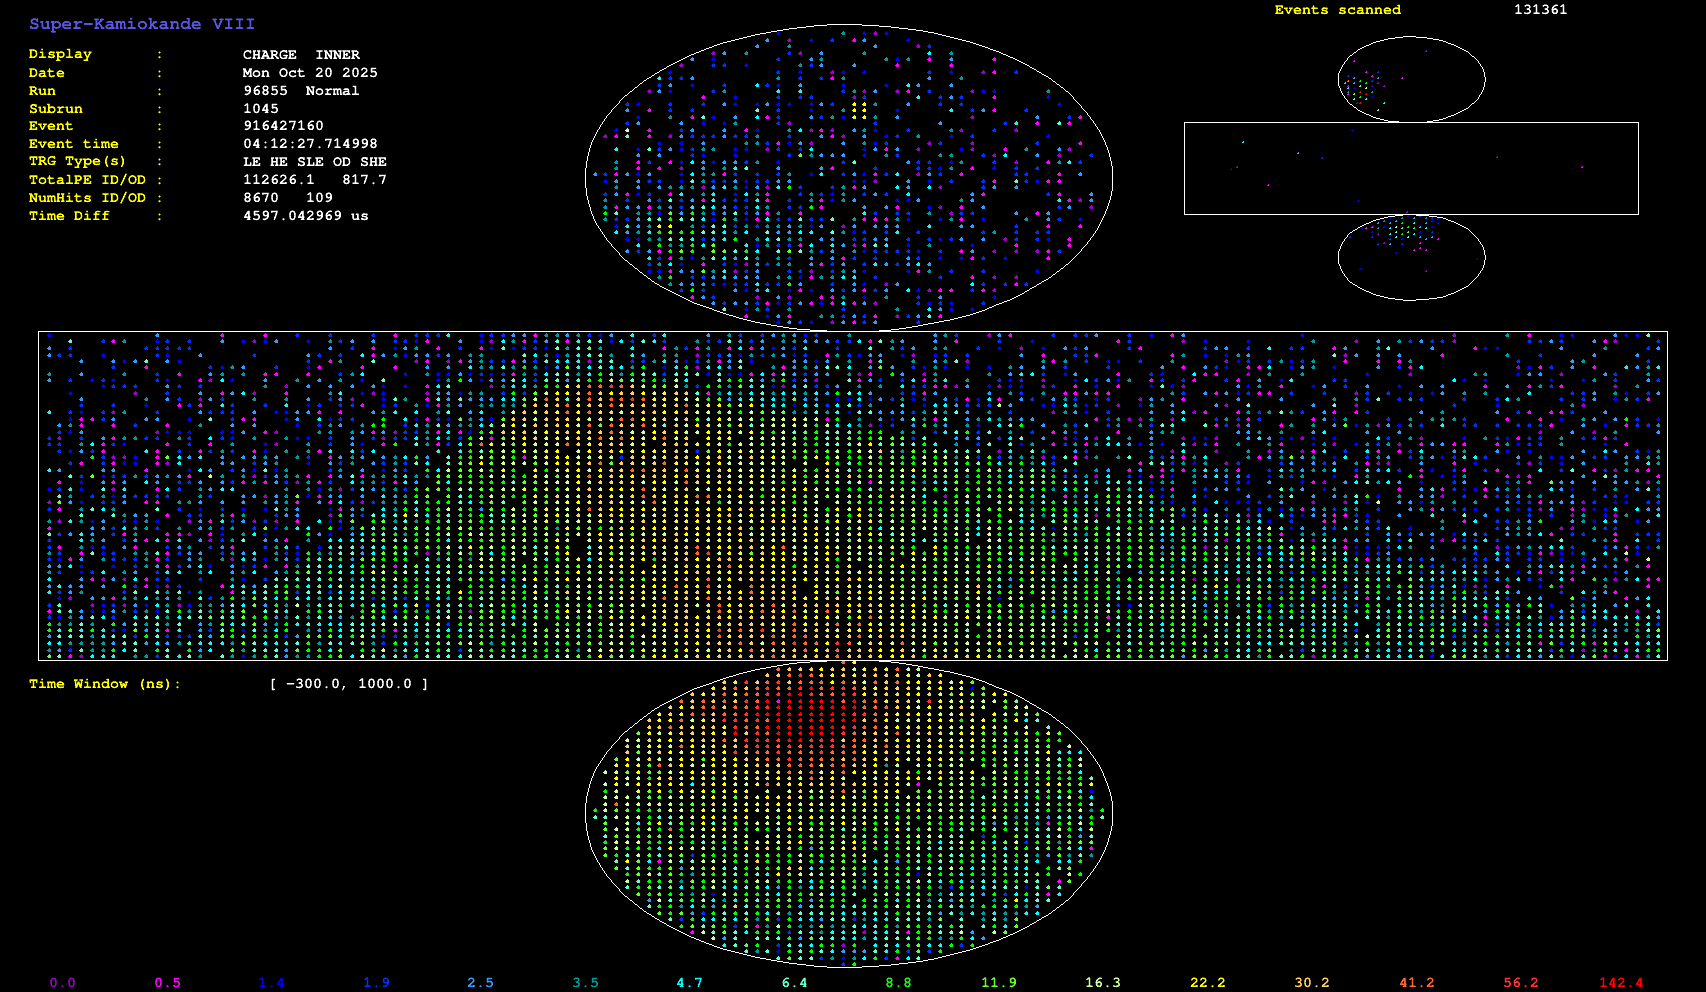 Super-Kamiokande VIII
Events scanned 131361
Display : CHARGE INNER
Date : Mon Oct 20 2025
Run : 96855 Normal
Subrun : 1045
Event : 916427160
Event time : 04:12:27.714998
TRG Type(s) : LE HE SLE OD SHE
TotalPE ID/OD : 112626.1 817.7
NumHits ID/OD : 8670 109
Time Diff : 4597.042969 us
Time Window (ns): [ -300.0, 1000.0 ]
0.0 0.5 1.4 1.9 2.5 3.5 4.7 6.4 8.8 11.9 16.3 22.2 30.2 41.2 56.2 142.4